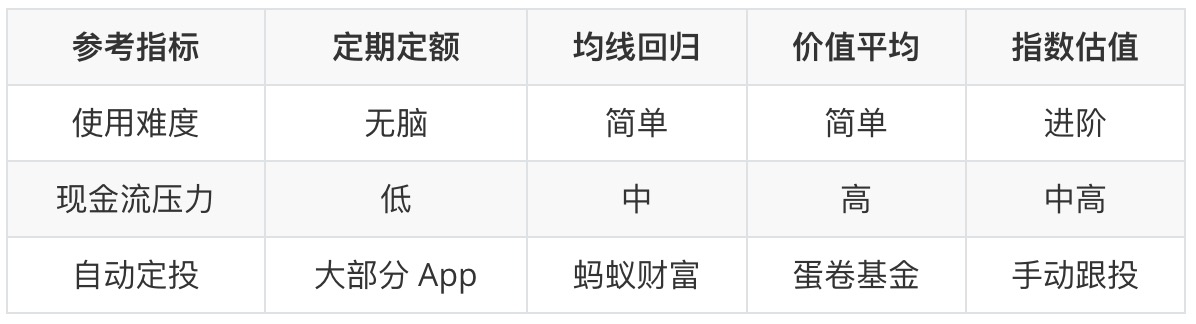 参考指标 定期定额 均线回归 价值平均 指数估值
使用难度 无脑 简单 简单 进阶
现金流压力 低 中 高 中高
自动定投 大部分 App 蚂蚁财富 蛋卷基金 手动跟投